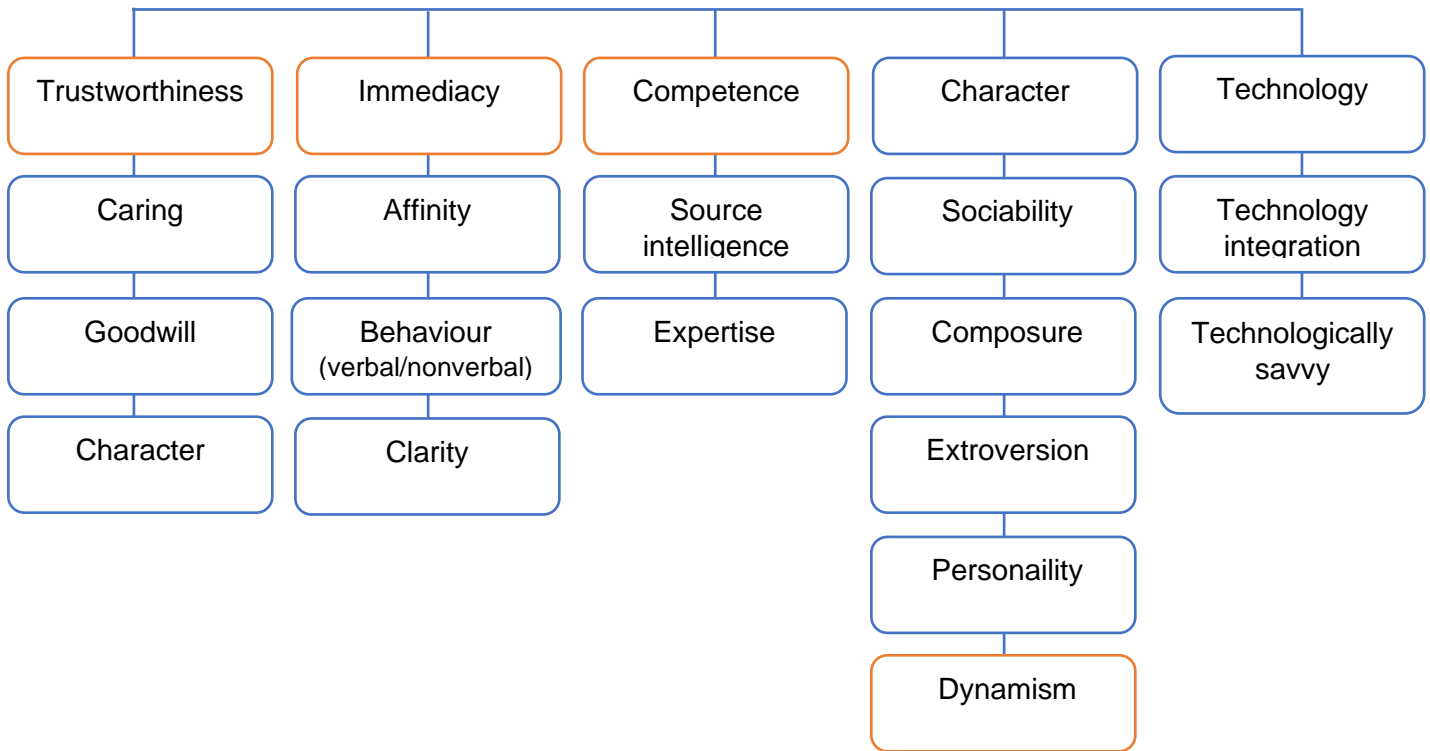 Trustworthiness
Immediacy
Competence
Character
Technology
Caring
Affinity
Source
intelligence
Sociability
Technology
integration
Goodwill
Behaviour
(verbal/nonverbal)
Expertise
Composure
Technologically
savvy
Character
Clarity
Extroversion
Personaility
Dynamism